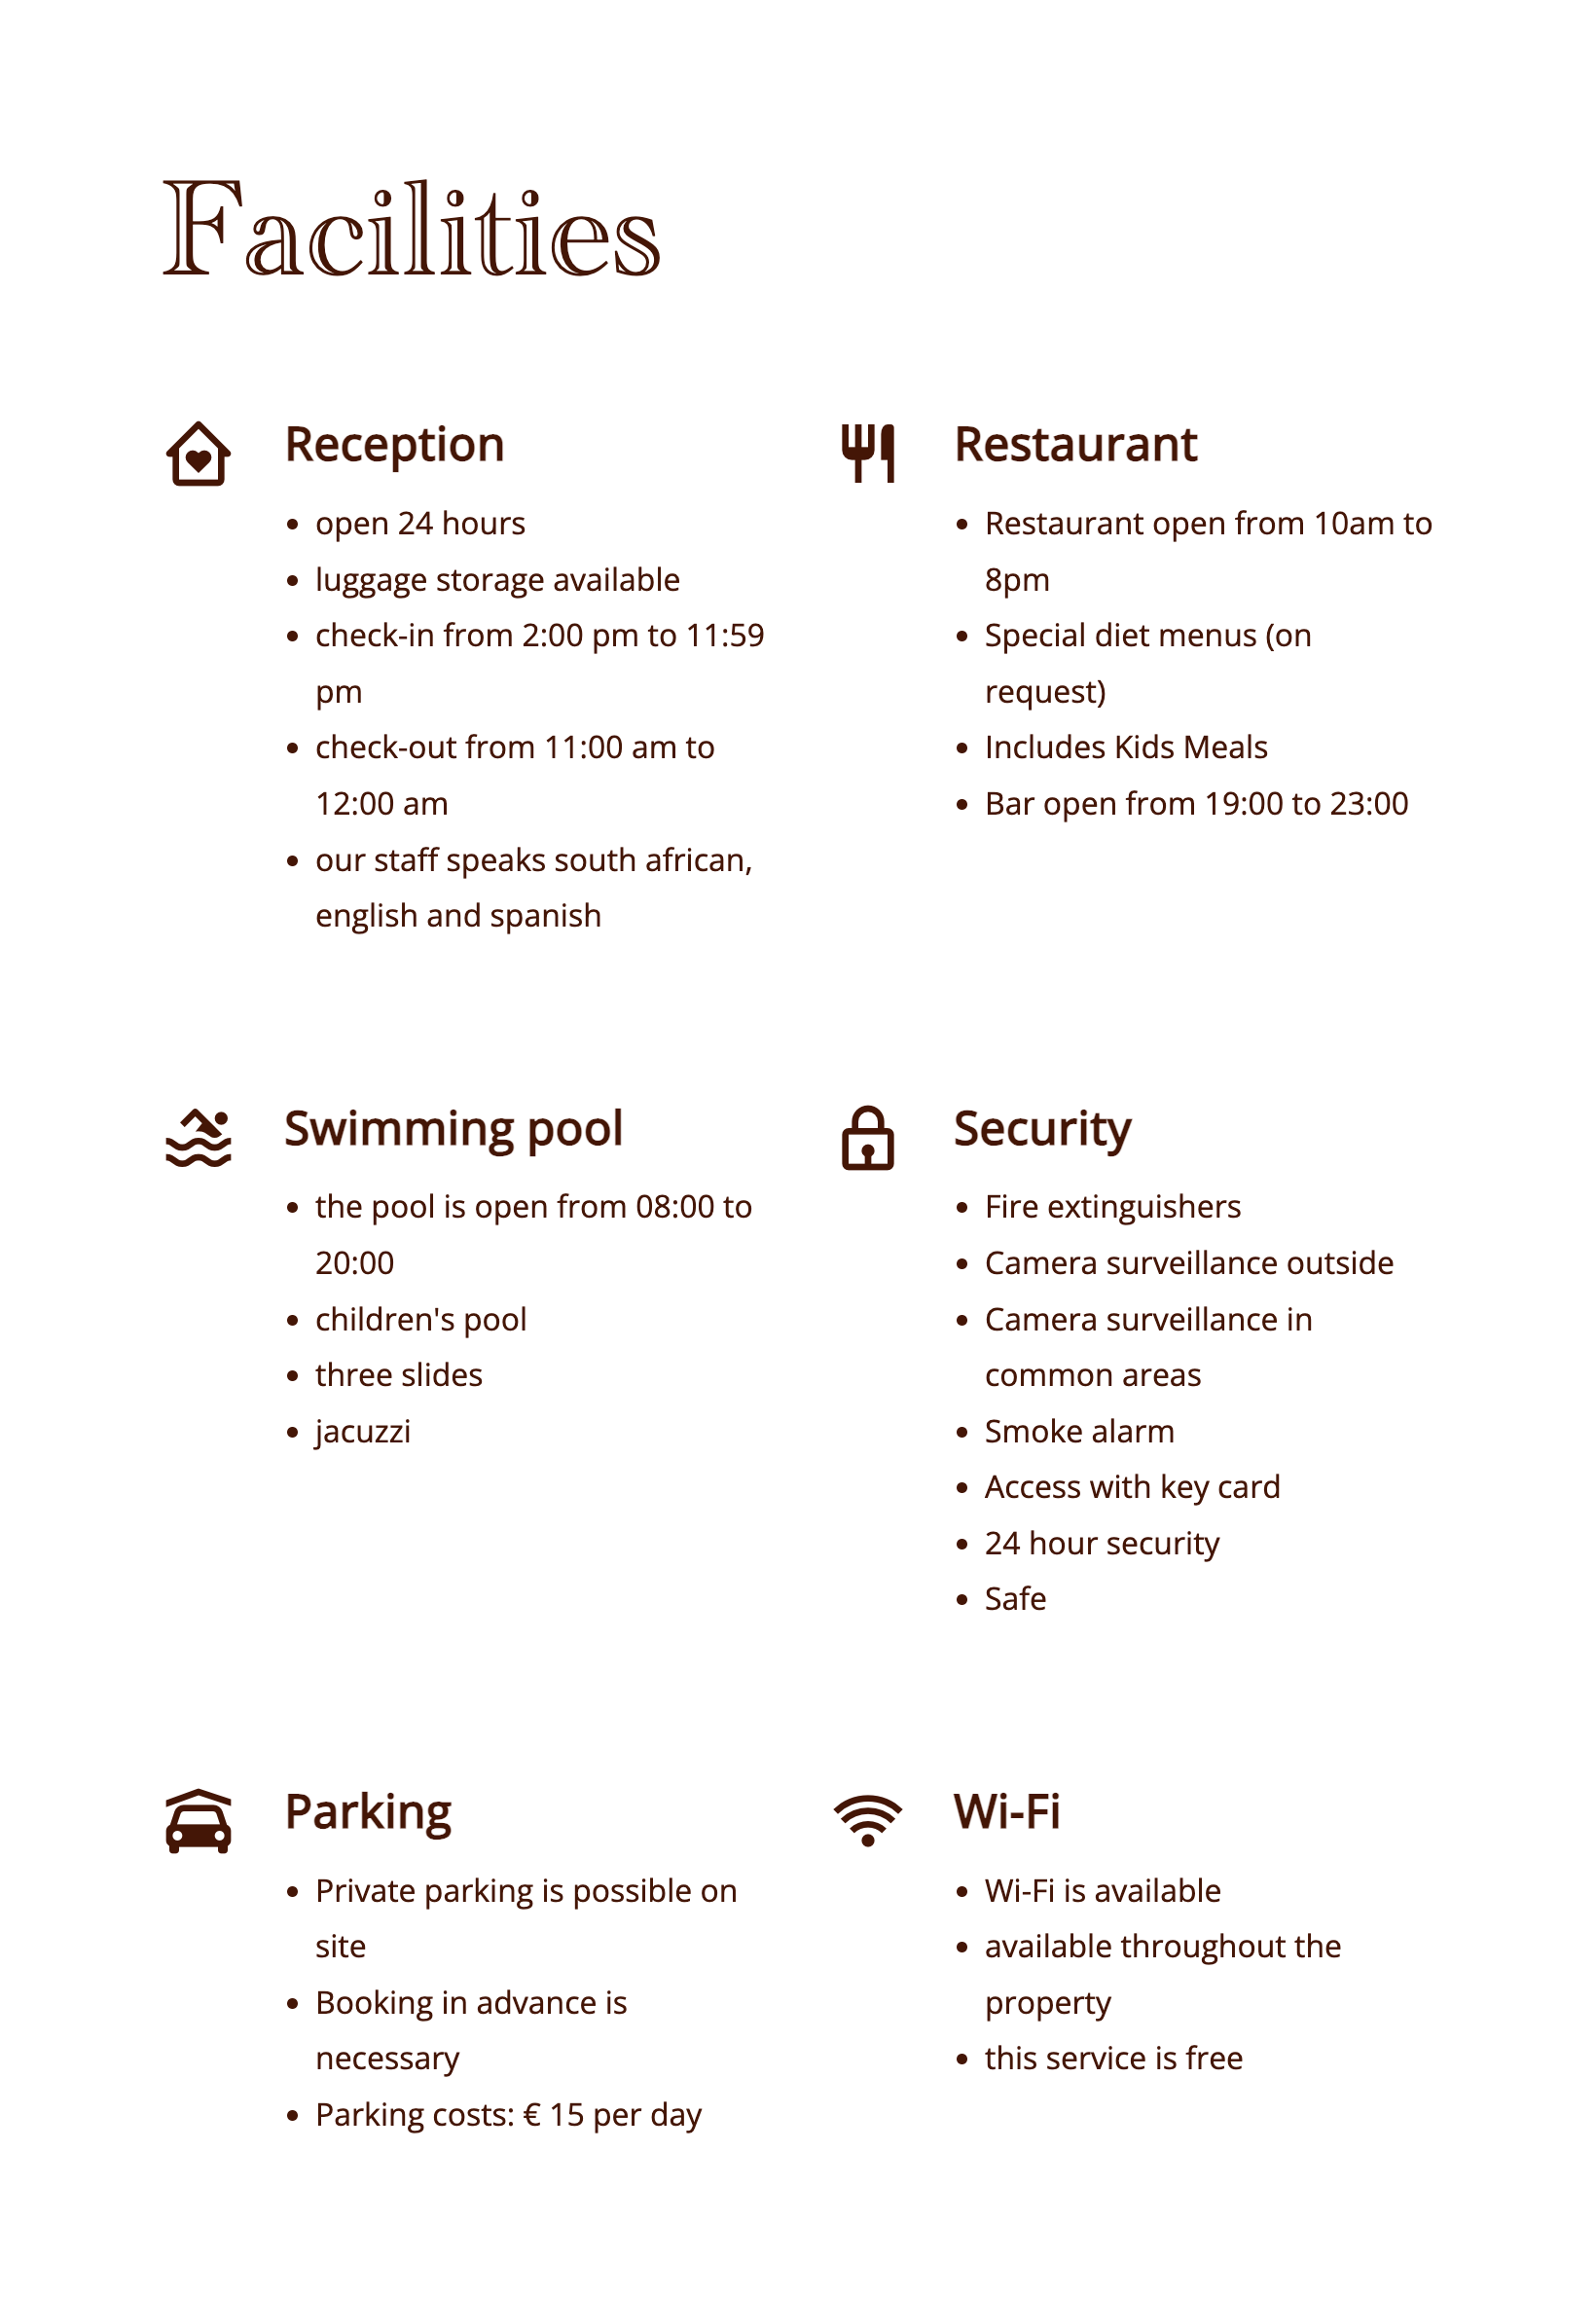 Facilities
Reception
• open 24 hours
• luggage storage available
• check-in from 2:00 pm to 11:59
pm
• check-out from 11:00 am to
12:00 am
• our staff speaks south african,
english and spanish
Restaurant
• Restaurant open from 10am to
8pm
• Special diet menus (on
request)
• Includes Kids Meals
• Bar open from 19:00 to 23:00
Swimming pool
• the pool is open from 08:00 to
20:00
• children's pool
• three slides
• jacuzzi
Security
• Fire extinguishers
• Camera surveillance outside
• Camera surveillance in
common areas
• Smoke alarm
• Access with key card
• 24 hour security
• Safe
Parking
• Private parking is possible on
site
• Booking in advance is
necessary
• Parking costs: € 15 per day
Wi-Fi
• Wi-Fi is available
• available throughout the
property
• this service is free